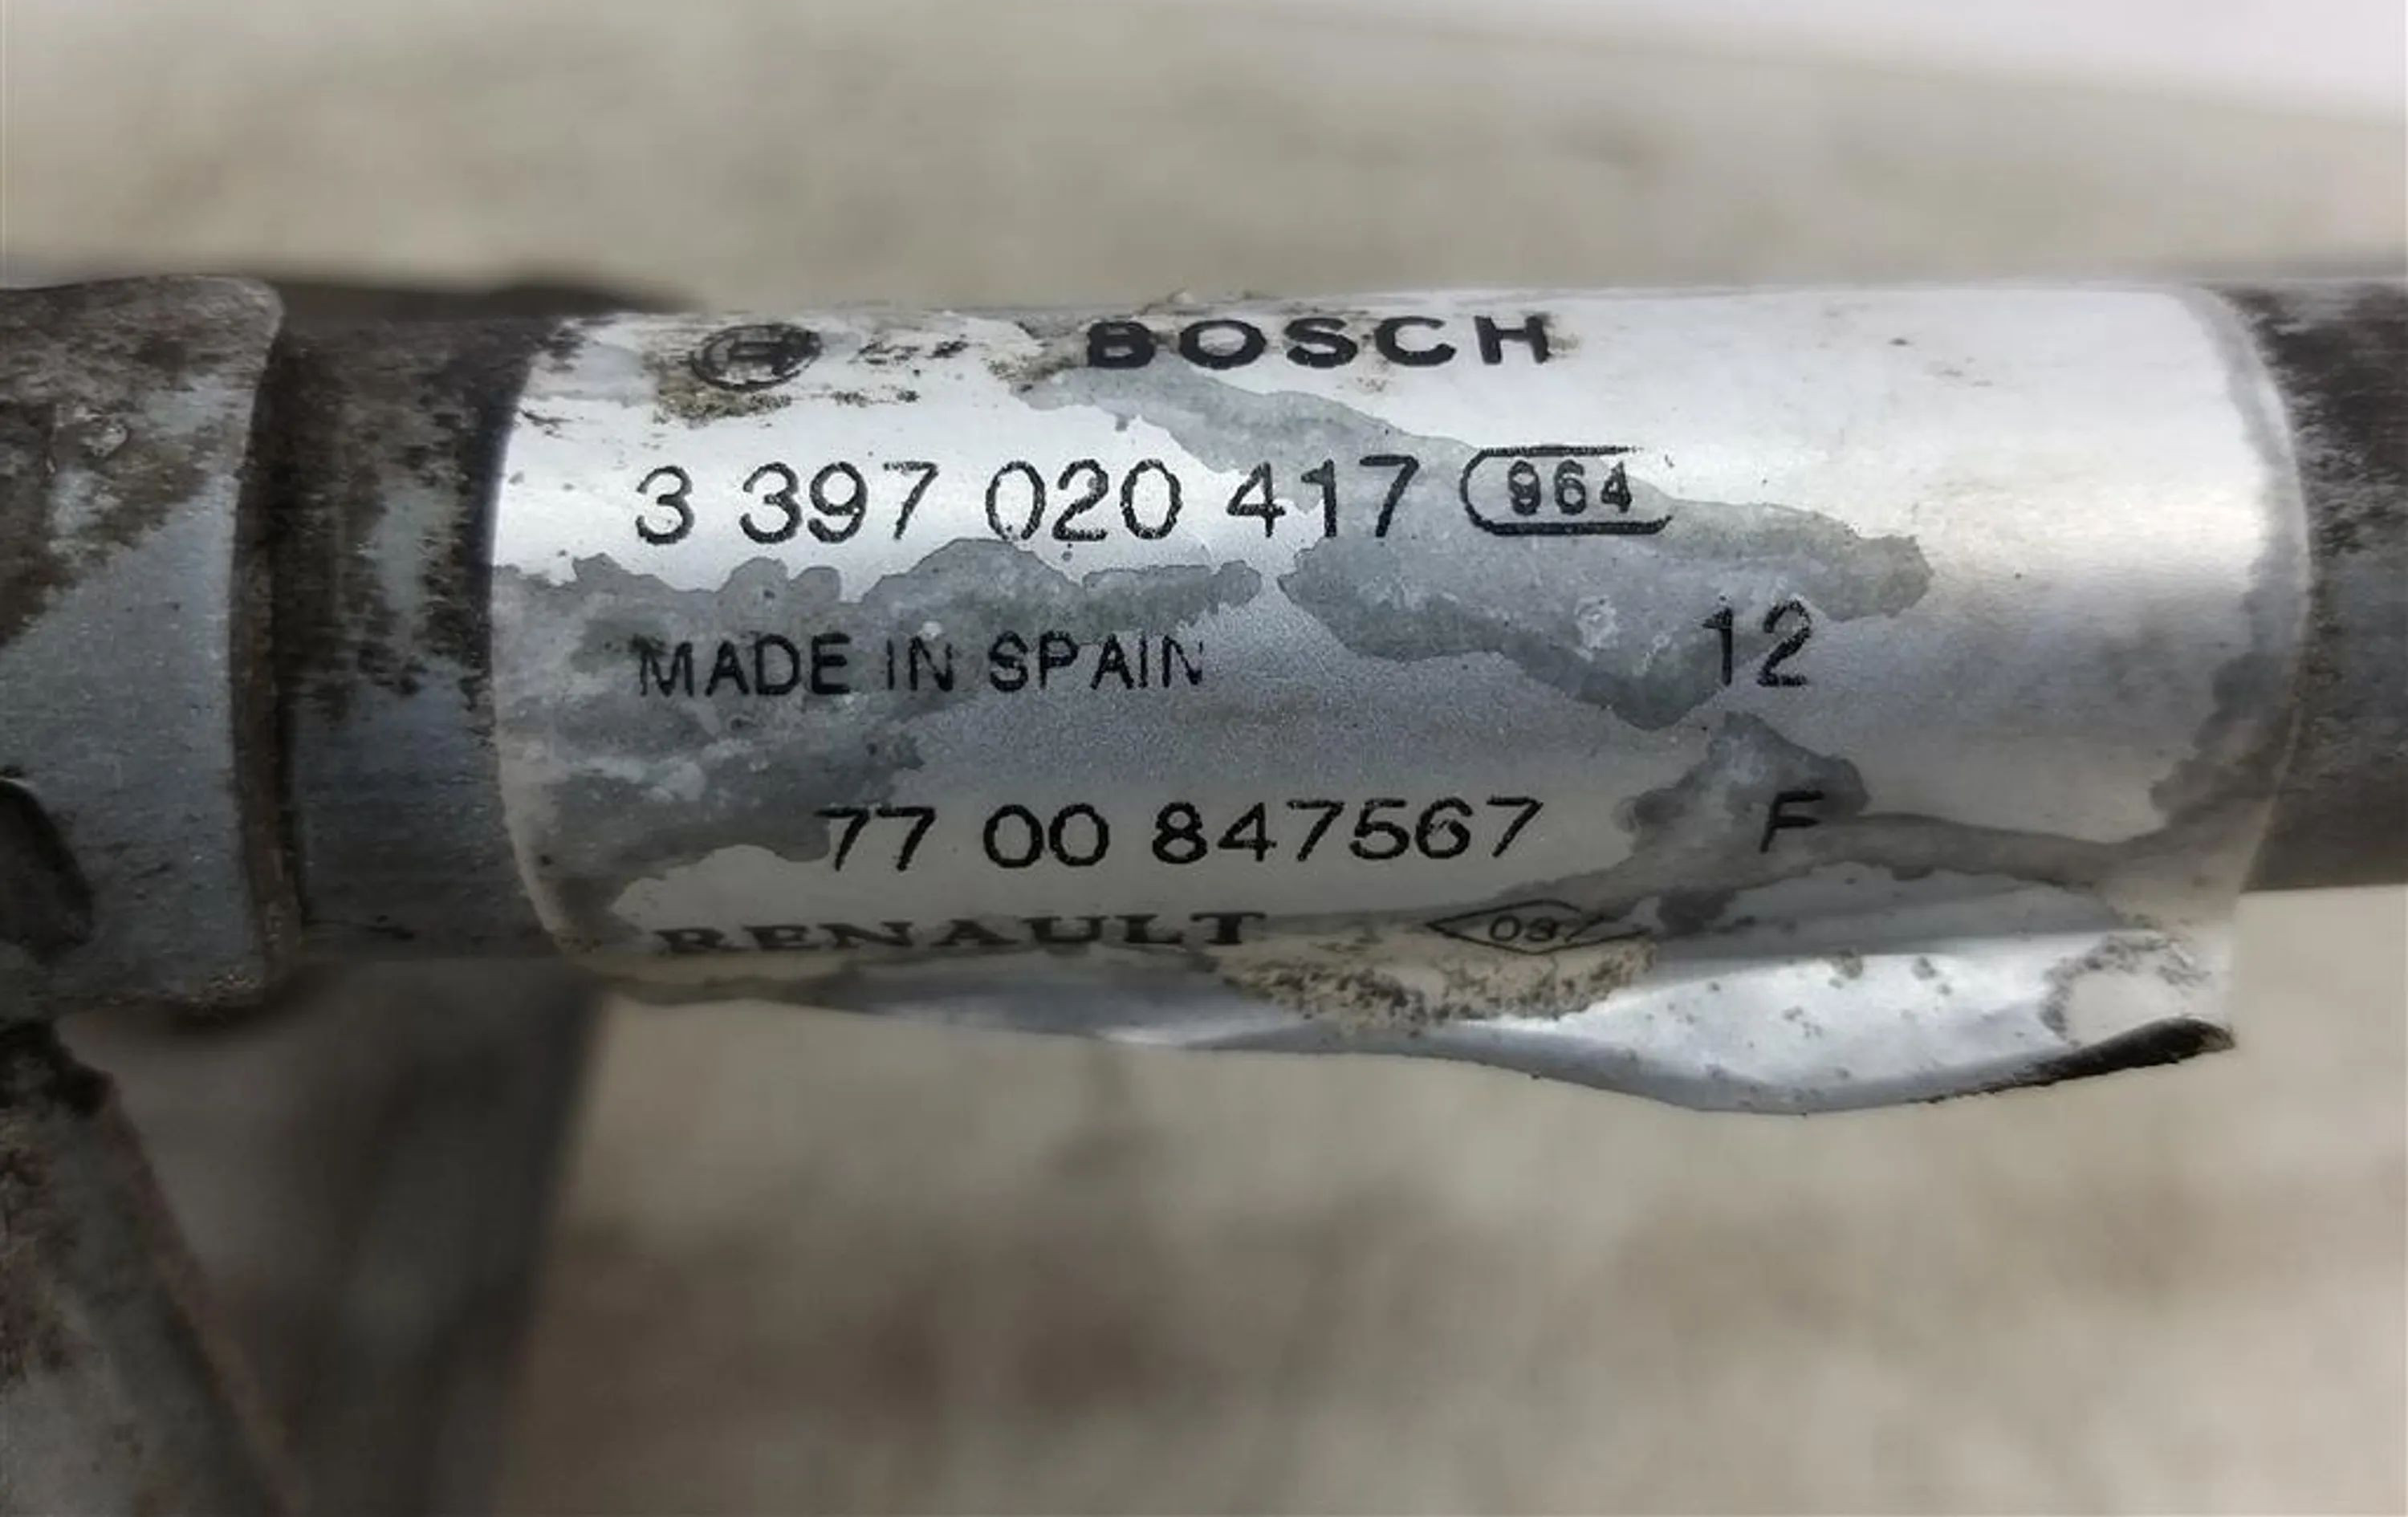 BOSCH
3 397 020 417 964
MADE IN SPAIN 12
77 00 847567 F
RENAULT